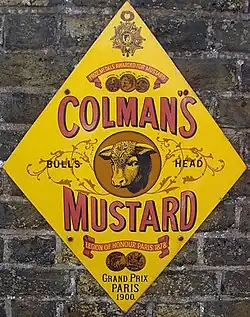 COLMAN'S
BULL'S HEAD
MUSTARD
LEGION OF HONOUR PARIS 1878
GRAND PRIX
PARIS
1900.